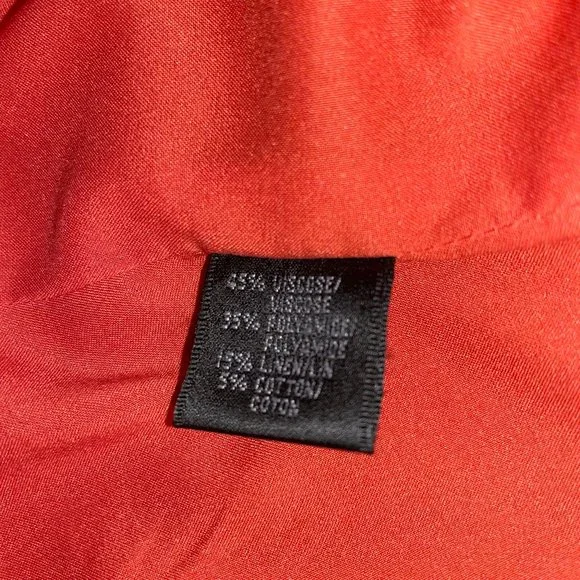 45% VISCOSE/
VISCOSE
35% POLYAMIDE/
POLYAMIDE
15% LINEN/LIN
5% COTTON/
COTON